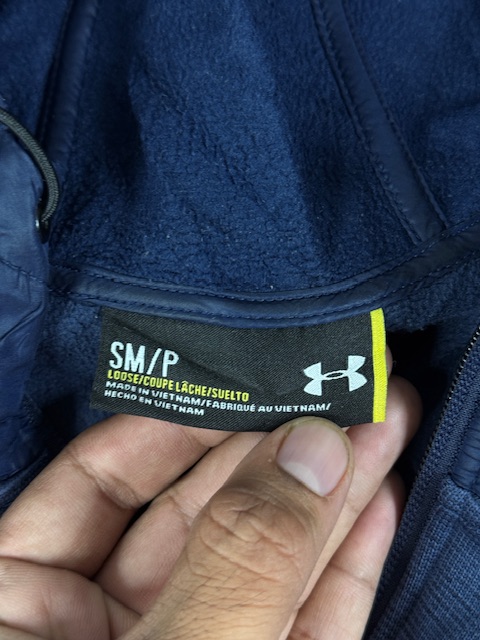 SM/P
LOOSE/COUPE LÂCHE/SUELTO
MADE IN VIETNAM/FABRIQUÉ AU VIETNAM/
HECHO EN VIETNAM